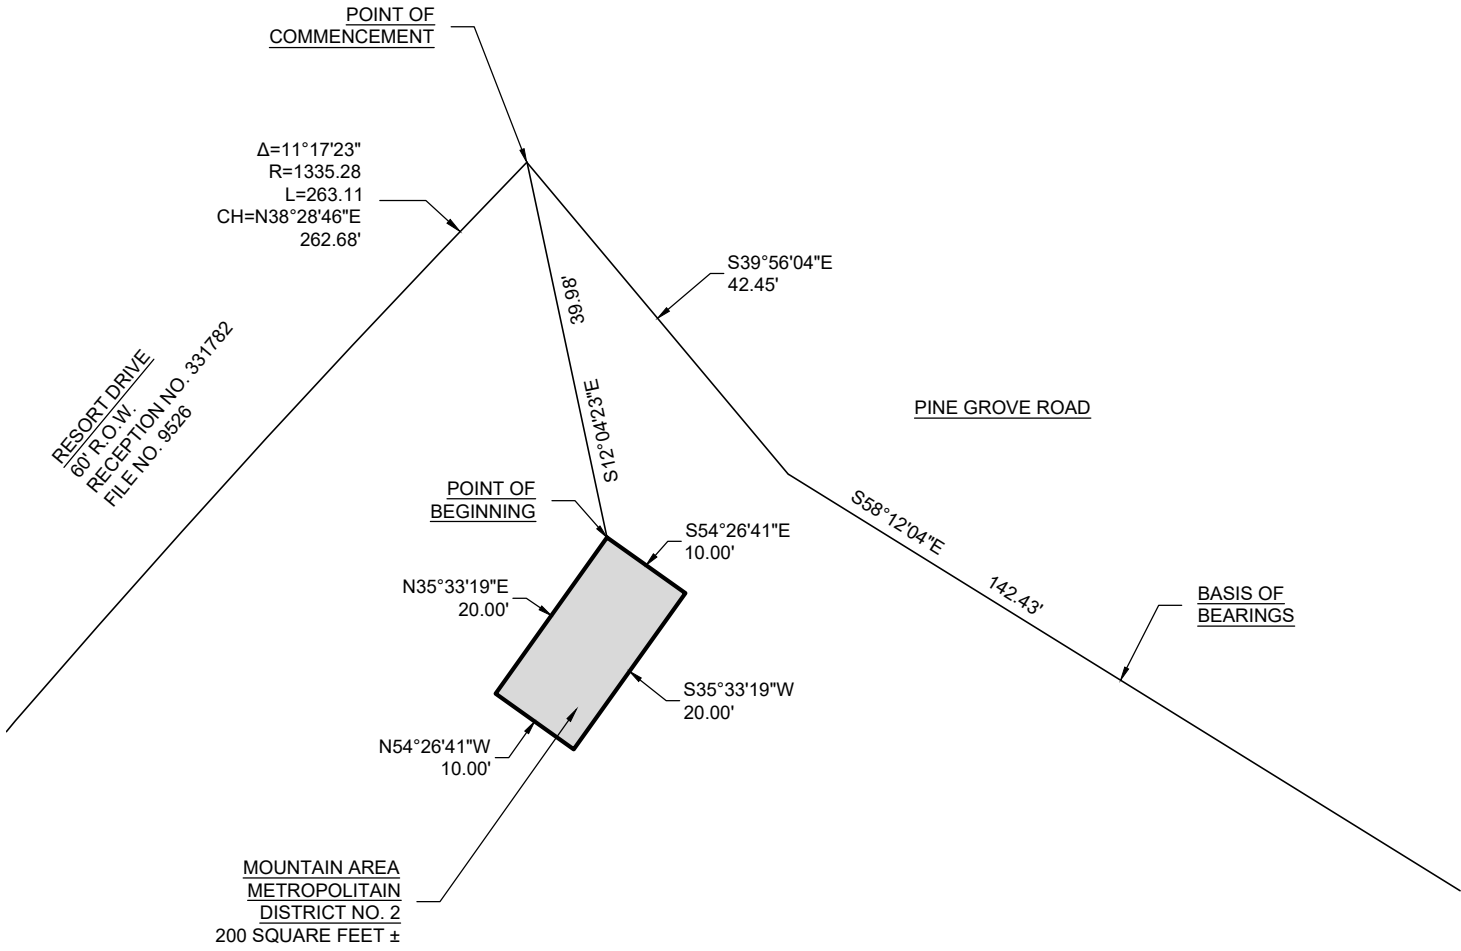 POINT OF
COMMENCEMENT
Δ=11°17'23"
R=1335.28
L=263.11
CH=N38°28'46"E
262.68'
S39°56'04"E
42.45'
39.98'
S12°04'23"E
RESORT DRIVE
60' R.O.W.
RECEPTION NO. 331782
FILE NO. 9526
PINE GROVE ROAD
POINT OF
BEGINNING
S54°26'41"E
10.00'
S58°12'04"E
142.43'
N35°33'19"E
20.00'
BASIS OF
BEARINGS
S35°33'19"W
20.00'
N54°26'41"W
10.00'
MOUNTAIN AREA
METROPOLITAIN
DISTRICT NO. 2
200 SQUARE FEET ±